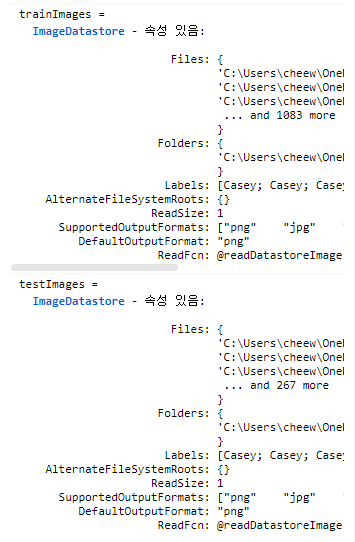 trainImages =
ImageDatastore - 속성 있음:
Files: {
'C:\Users\cheew\OneI
'C:\Users\cheew\OneI
'C:\Users\cheew\OneI
... and 1083 more
}
Folders: {
'C:\Users\cheew\OneI
}
Labels: [Casey; Casey; Casey
AlternateFileSystemRoots: {}
ReadSize: 1
SupportedOutputFormats: ["png" "jpg" "
DefaultOutputFormat: "png"
ReadFcn: @readDatastoreImage
testImages =
ImageDatastore - 속성 있음:
Files: {
'C:\Users\cheew\OneI
'C:\Users\cheew\OneI
'C:\Users\cheew\OneI
... and 267 more
}
Folders: {
'C:\Users\cheew\OneI
}
Labels: [Casey; Casey; Casey
AlternateFileSystemRoots: {}
ReadSize: 1
SupportedOutputFormats: ["png" "jpg" "
DefaultOutputFormat: "png"
ReadFcn: @readDatastoreImage